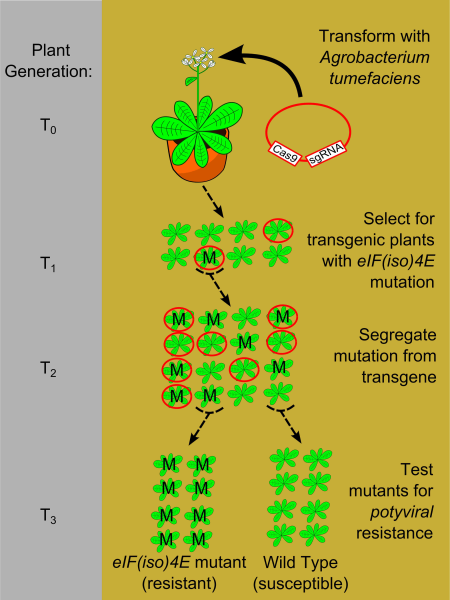 Plant
Generation:
Transform with
Agrobacterium
tumefaciens
T0
Cas9
sgRNA
Select for
transgenic plants
with eIF(iso)4E
mutation
T1
M
Segregate
mutation from
transgene
T2
M M M
M
M M
M M
Test
mutants for
potyviral
resistance
T3
M M
M M
M M
M M
eIF(iso)4E mutant
(resistant)
Wild Type
(susceptible)